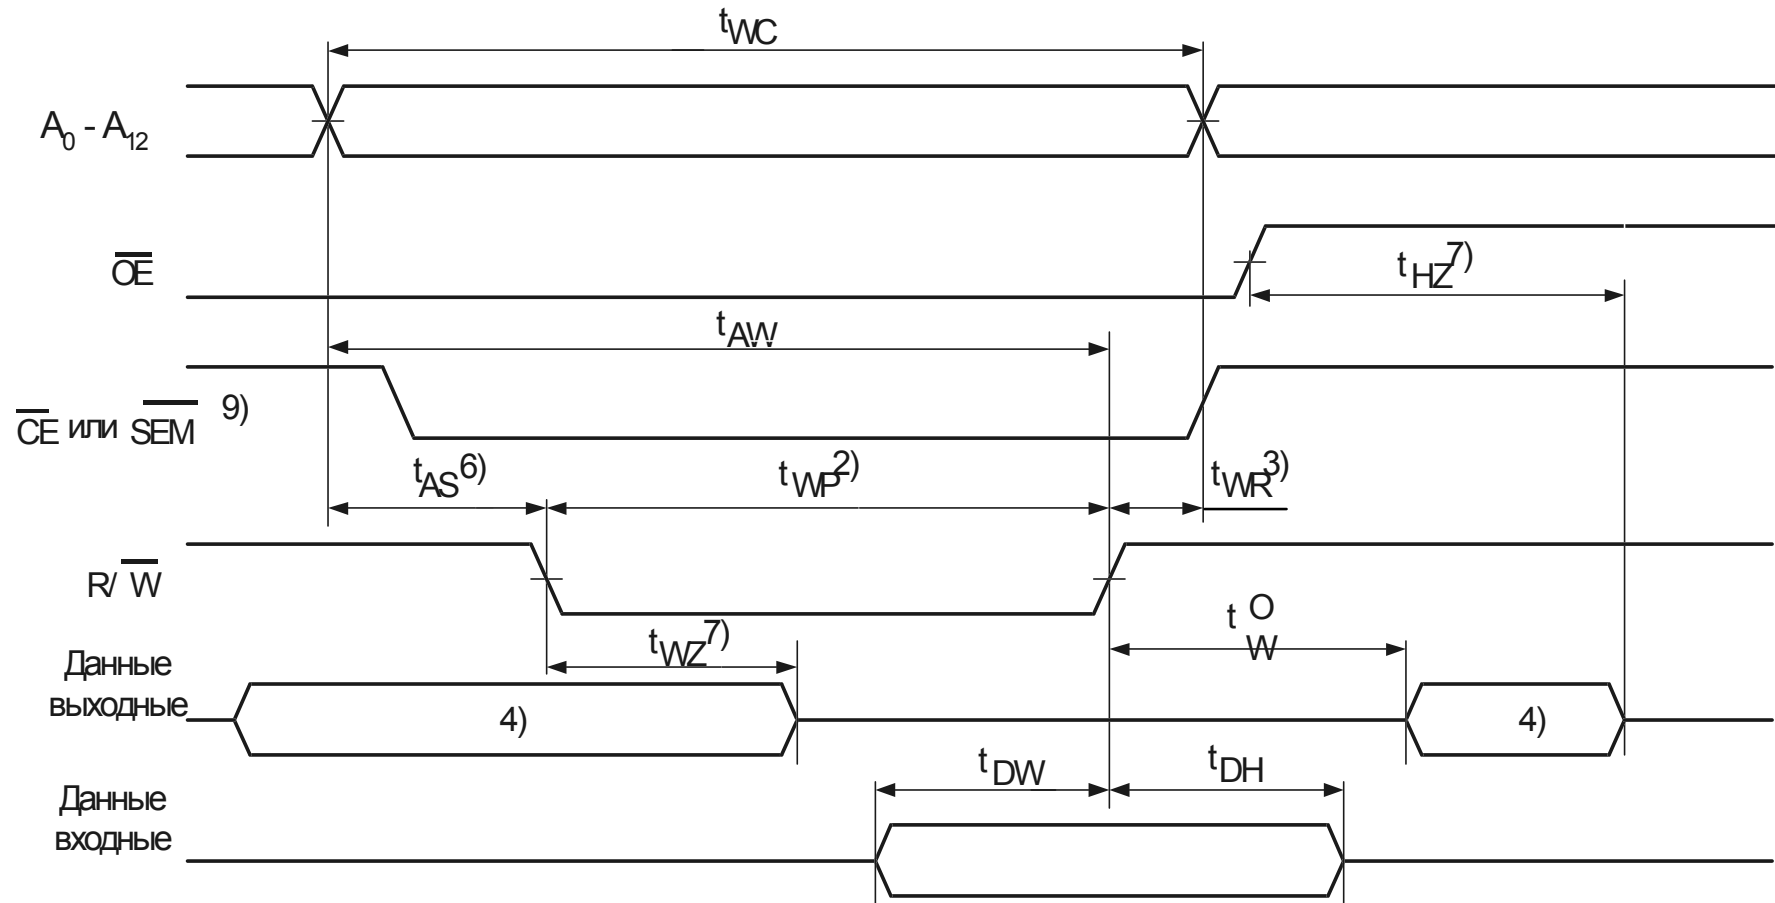 tWC
A0 - A12
OE
tHZ7)
tAW
CE или SEM 9)
tAS6)
tWP2)
tWR3)
R/ W
tOW
tWZ7)
Данные
выходные
4)
4)
tDW
tDH
Данные
входные